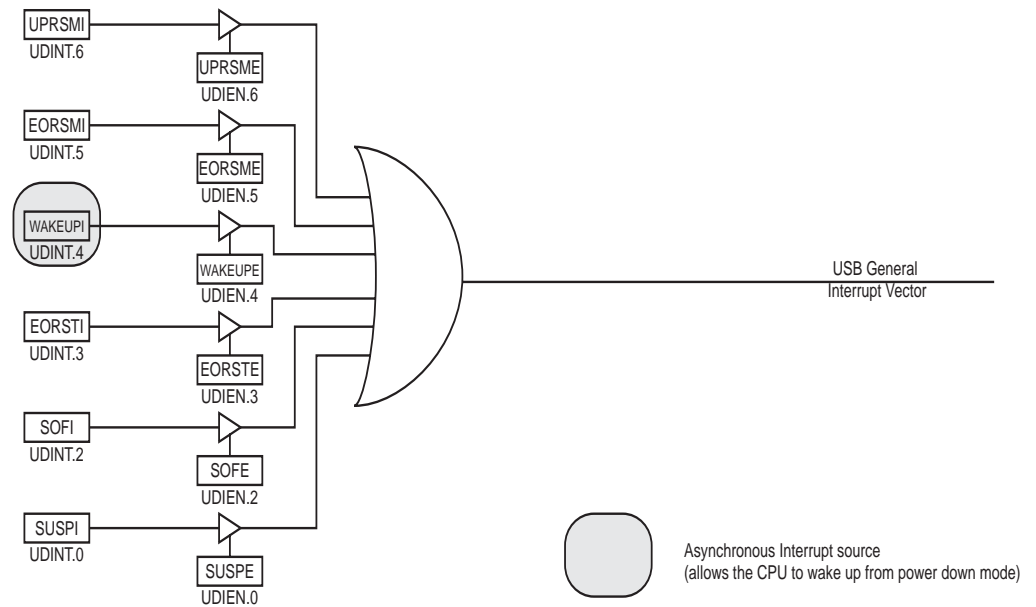 UPRSMI
UDINT.6
UPRSME
UDIEN.6
EORSMI
UDINT.5
EORSME
UDIEN.5
WAKEUPI
UDINT.4
WAKEUPE
UDIEN.4
USB General
Interrupt Vector
EORSTI
UDINT.3
EORSTE
UDIEN.3
SOFI
UDINT.2
SOFE
UDIEN.2
SUSPI
UDINT.0
SUSPE
UDIEN.0
Asynchronous Interrupt source
(allows the CPU to wake up from power down mode)